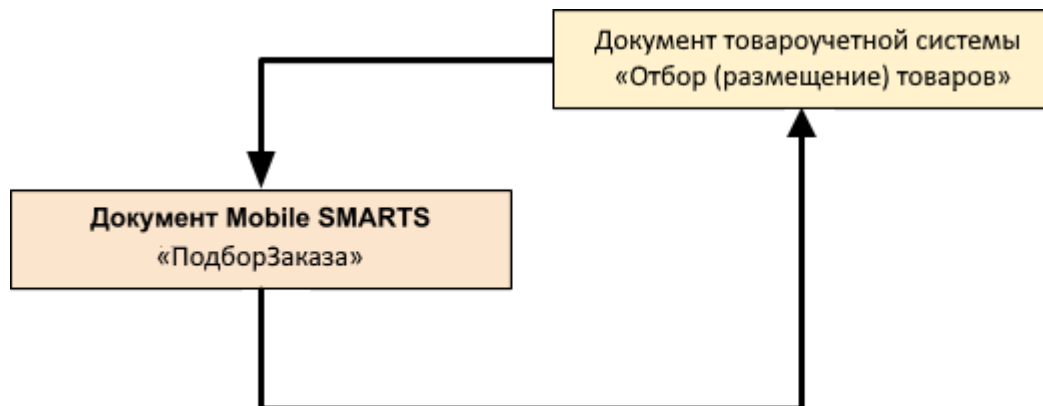 Документ товароучетной системы
«Отбор (размещение) товаров»
Документ Mobile SMARTS
«ПодборЗаказа»